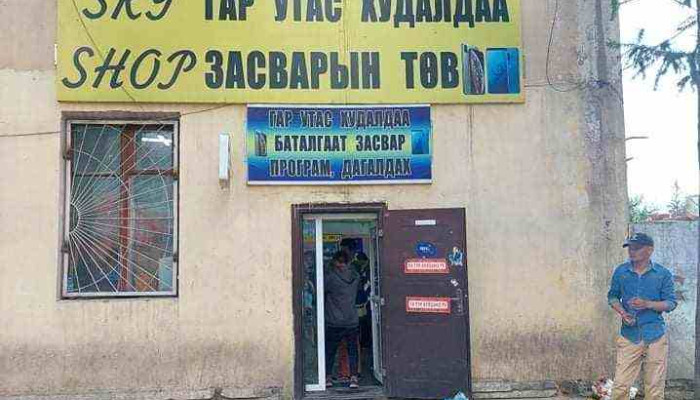 SKY ГАР УТАС ХУДАЛДАА
SHOP ЗАСВАРЫН ТӨВ
ГАР УТАС ХУДАЛДАА
БАТАЛГААТ ЗАСВАР
ПРОГРАМ, ДАГАЛДАХ